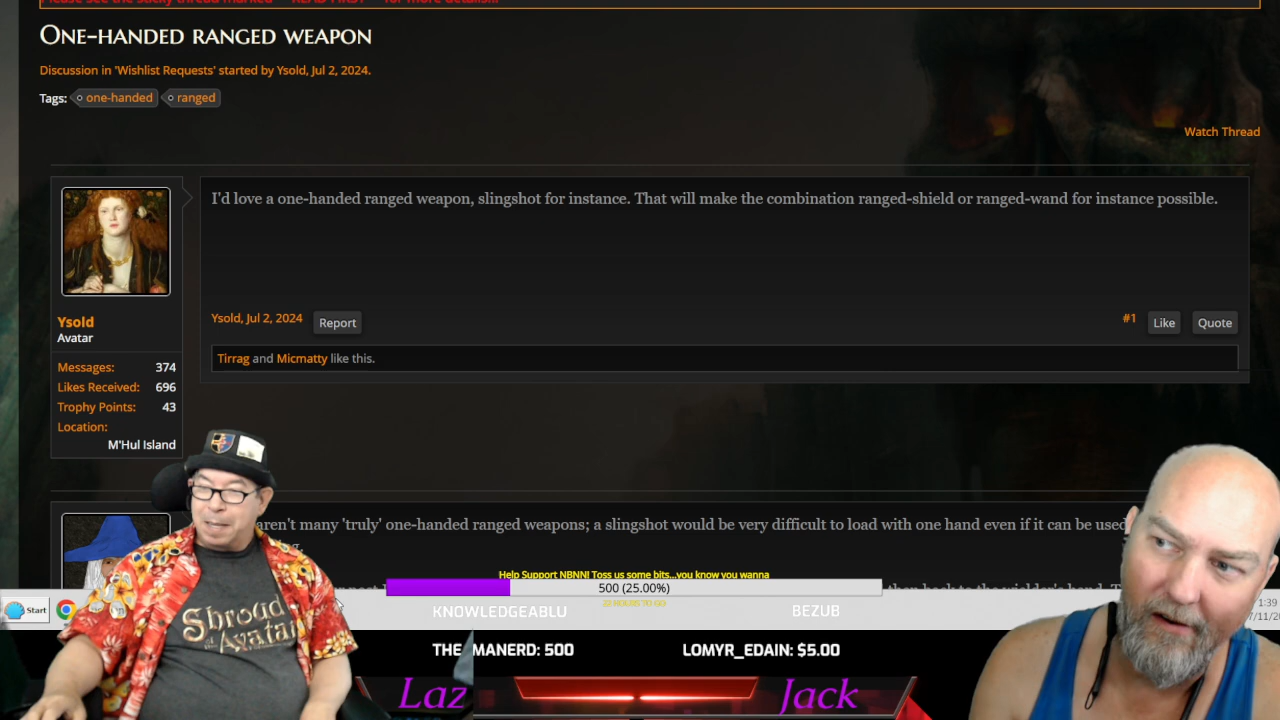 ONE-HANDED RANGED WEAPON
Discussion in 'Wishlist Requests' started by Ysold, Jul 2, 2024.
Tags: one-handed ranged
Watch Thread
I'd love a one-handed ranged weapon, slingshot for instance. That will make the combination ranged-shield or ranged-wand for instance possible.
Ysold
Avatar
Messages: 374
Likes Received: 696
Trophy Points: 43
Location:
M'Hul Island
Ysold, Jul 2, 2024 Report #1 Like Quote
Tirrag and Micmatty like this.
aren't many 'truly' one-handed ranged weapons; a slingshot would be very difficult to load with one hand even if it can be used
Help Support NBNN! Toss us some bits...you know you wanna
500 (25.00%)
Start
1:39
KNOWLEDGEABLU BEZUB
THE_MANERD: 500 LOMYR_EDAIN: $5.00
Shroud
of the
Avatar
Laz Jack